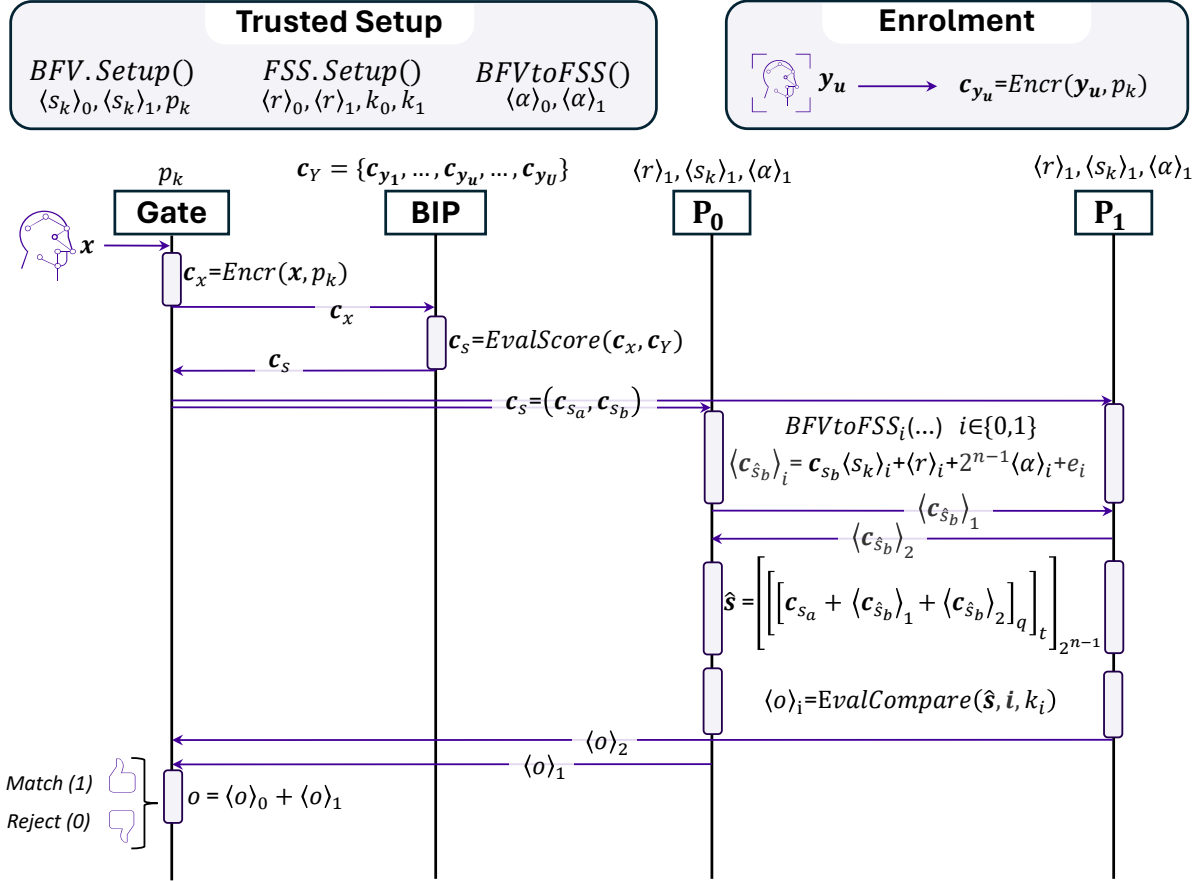 Trusted Setup
BFV.Setup()
⟨s_k⟩_0, ⟨s_k⟩_1, p_k
FSS.Setup()
⟨r⟩_0, ⟨r⟩_1, k_0, k_1
BFVtoFSS()
⟨α⟩_0, ⟨α⟩_1
Enrolment
y_u
c_{y_u}=Encr(y_u, p_k)
p_k
c_Y = {c_{y_1}, …, c_{y_u}, …, c_{y_U}}
⟨r⟩_1, ⟨s_k⟩_1, ⟨α⟩_1
⟨r⟩_1, ⟨s_k⟩_1, ⟨α⟩_1
Gate
BIP
P_0
P_1
x
c_x=Encr(x, p_k)
c_x
c_s=EvalScore(c_x, c_Y)
c_s
c_s=(c_{s_a}, c_{s_b})
BFVtoFSS_i(...) i∈{0,1}
⟨c_{ŝ_b}⟩_i= c_{s_b}⟨s_k⟩_i+⟨r⟩_i+2^{n-1}⟨α⟩_i+e_i
⟨c_{ŝ_b}⟩_1
⟨c_{ŝ_b}⟩_2
ŝ =[[[c_{s_a} + ⟨c_{ŝ_b}⟩_1 + ⟨c_{ŝ_b}⟩_2]_q]_t]_{2^{n-1}}
⟨o⟩_i=EvalCompare(ŝ, i, k_i)
⟨o⟩_2
⟨o⟩_1
Match (1)
o = ⟨o⟩_0 + ⟨o⟩_1
Reject (0)